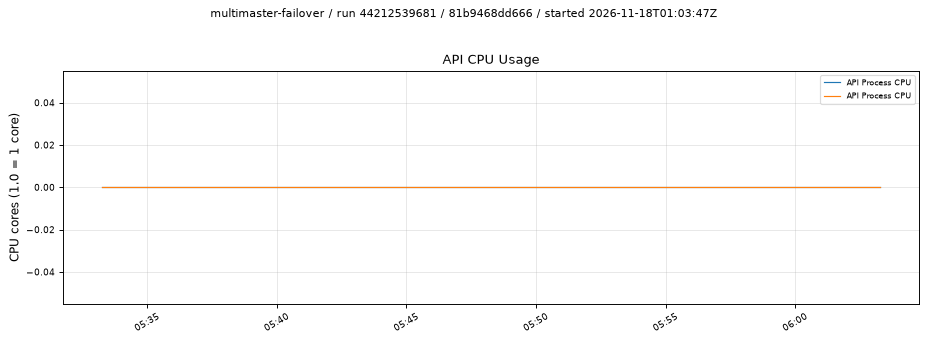 multimaster-failover / run 44212539681 / 81b9468dd666 / started 2026-11-18T01:03:47Z
API CPU Usage
API Process CPU
API Process CPU
CPU cores (1.0 = 1 core)
0.04
0.02
0.00
−0.02
−0.04
05:35
05:40
05:45
05:50
05:55
06:00